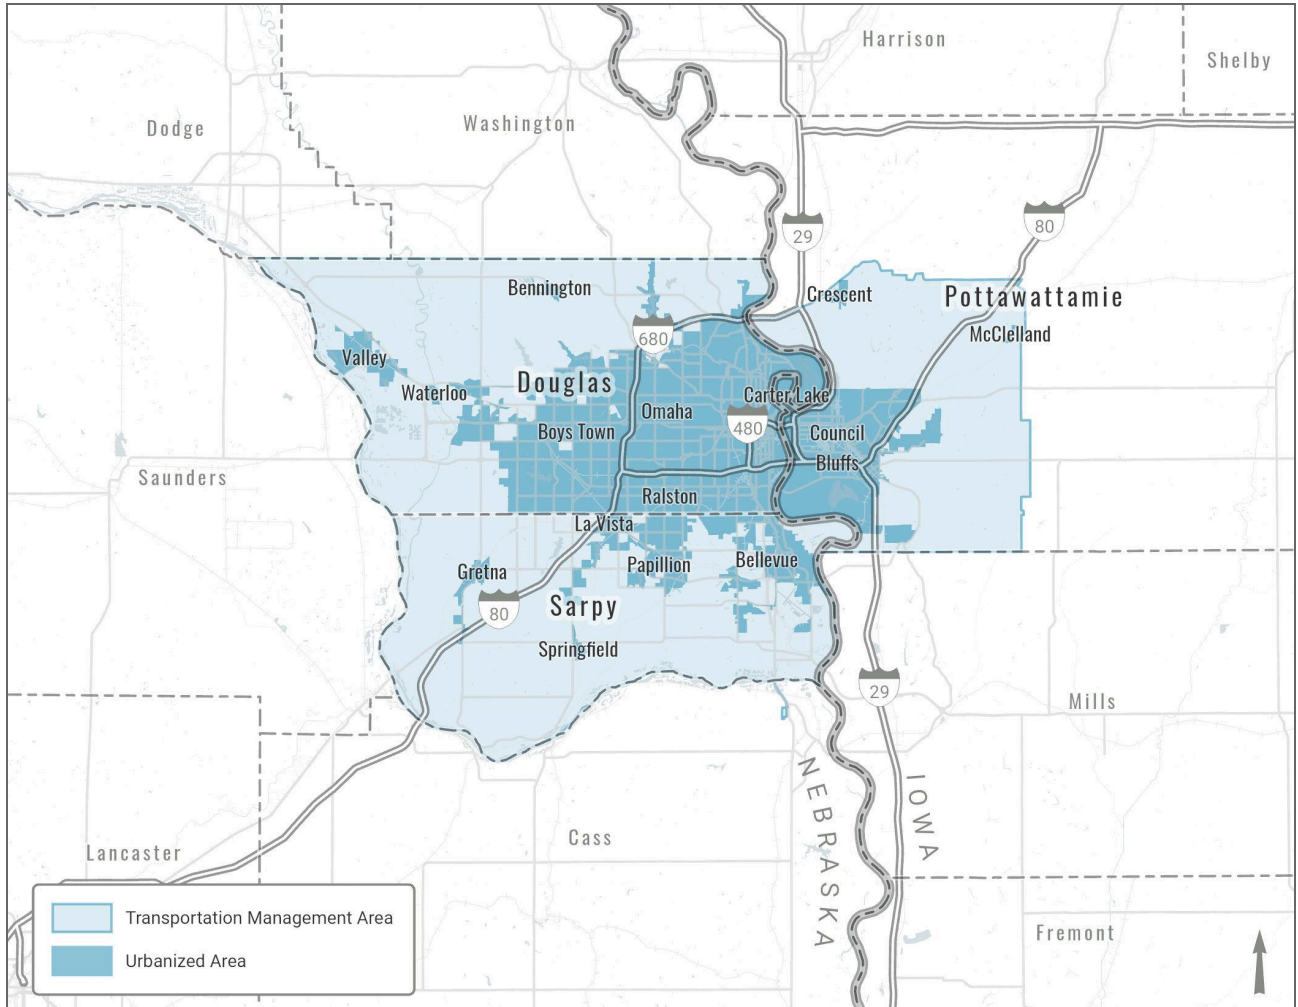 Harrison
Shelby
Dodge
Washington
29
80
Bennington
Crescent
Pottawattamie
McClelland
680
Valley
Douglas
Waterloo
Carter Lake
Omaha
480
Boys Town
Council
Bluffs
Saunders
Ralston
La Vista
Papillion
Bellevue
Gretna
80
Sarpy
Springfield
29
Mills
NEBRASKA
IOWA
Cass
Lancaster
Transportation Management Area
Urbanized Area
Fremont